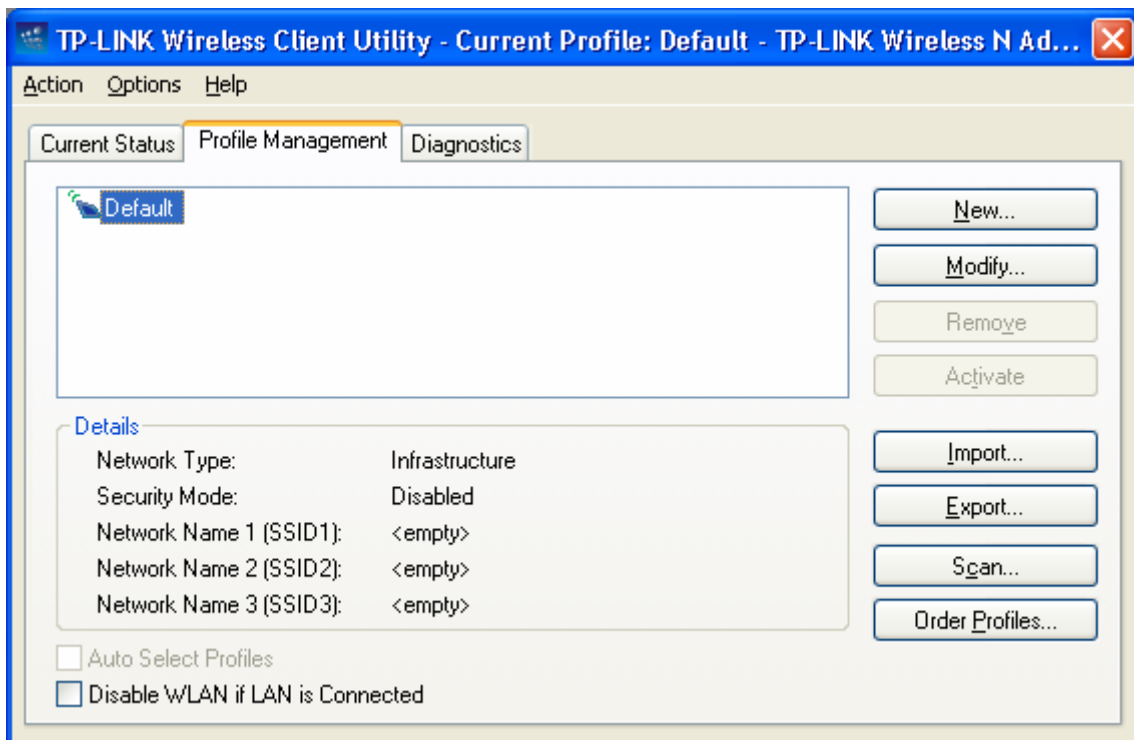 TP-LINK Wireless Client Utility - Current Profile: Default - TP-LINK Wireless N Ad...
Action Options Help
Current Status Profile Management Diagnostics
Default
New...
Modify...
Remove
Activate
Details
Network Type: Infrastructure
Security Mode: Disabled
Network Name 1 (SSID1): <empty>
Network Name 2 (SSID2): <empty>
Network Name 3 (SSID3): <empty>
Import...
Export...
Scan...
Order Profiles...
Auto Select Profiles
Disable WLAN if LAN is Connected